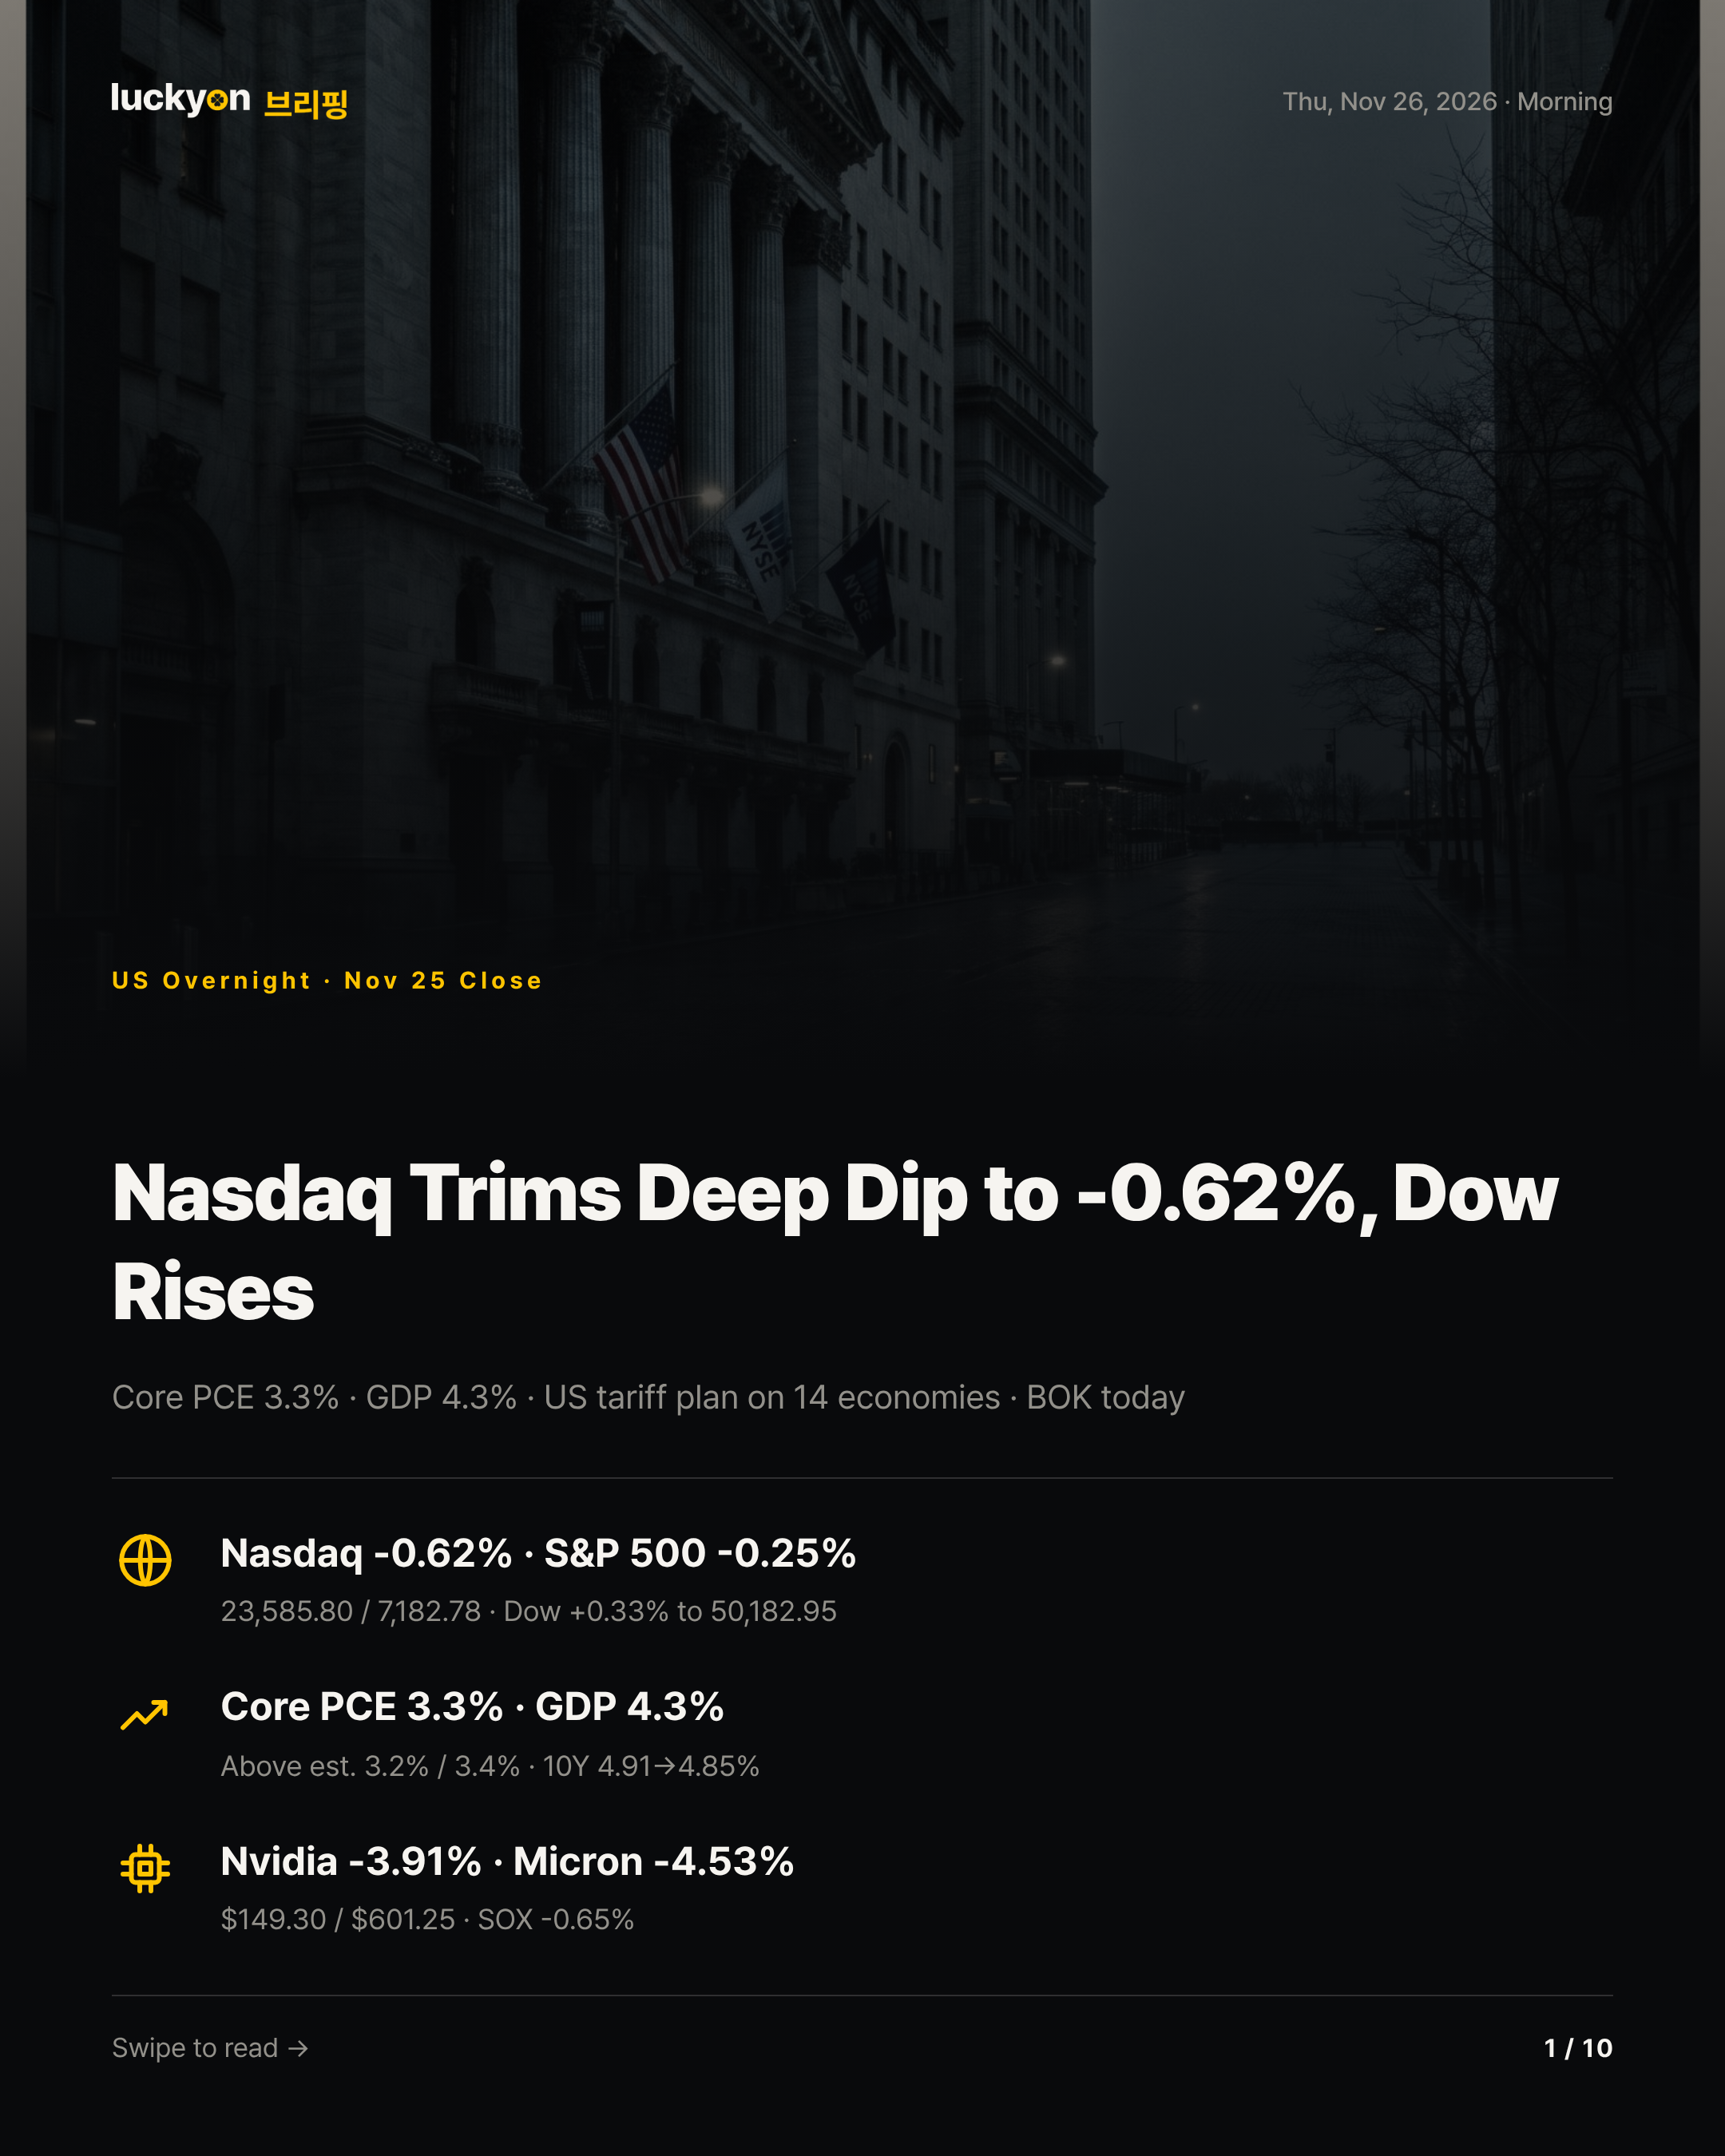 luckyon 브리핑
Thu, Nov 26, 2026 · Morning
NYSE
NYSE
US Overnight · Nov 25 Close
Nasdaq Trims Deep Dip to -0.62%, Dow
Rises
Core PCE 3.3% · GDP 4.3% · US tariff plan on 14 economies · BOK today
Nasdaq -0.62% · S&P 500 -0.25%
23,585.80 / 7,182.78 · Dow +0.33% to 50,182.95
Core PCE 3.3% · GDP 4.3%
Above est. 3.2% / 3.4% · 10Y 4.91→4.85%
Nvidia -3.91% · Micron -4.53%
$149.30 / $601.25 · SOX -0.65%
Swipe to read →
1 / 10